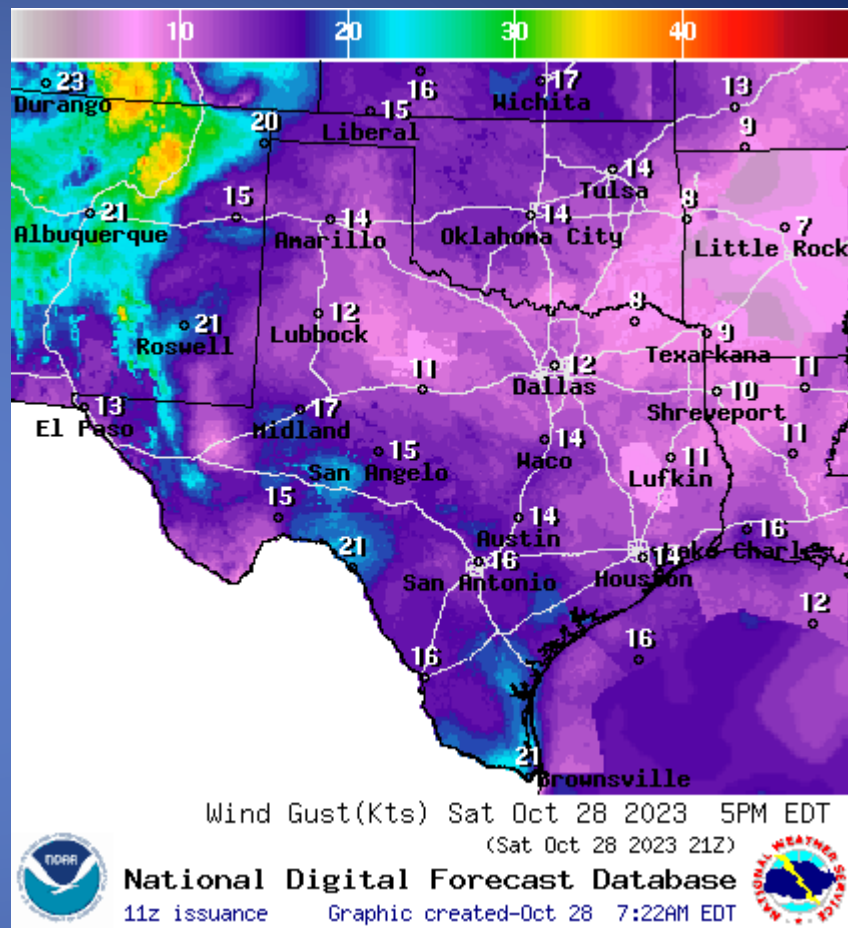 10 20 30 40
23
Durango
16
17
Wichita
15
Liberal
13
9
20
14
Tulsa
21
Albuquerque
15
14
Amarillo
14
Oklahoma City
8
7
Little Rock
21
Roswell
12
Lubbock
8
9
Texarkana
12
Dallas
11
10
Shreveport
11
13
El Paso
17
Midland
15
San Angelo
14
Waco
11
Lufkin
11
15
14
Austin
16
Lake Charles
21
16
San Antonio
14
Houston
12
16
16
21
Brownsville
Wind Gust(Kts) Sat Oct 28 2023 5PM EDT
(Sat Oct 28 2023 21Z)
NOAA
National Digital Forecast Database
11z issuance Graphic created-Oct 28 7:22AM EDT
NATIONAL WEATHER SERVICE